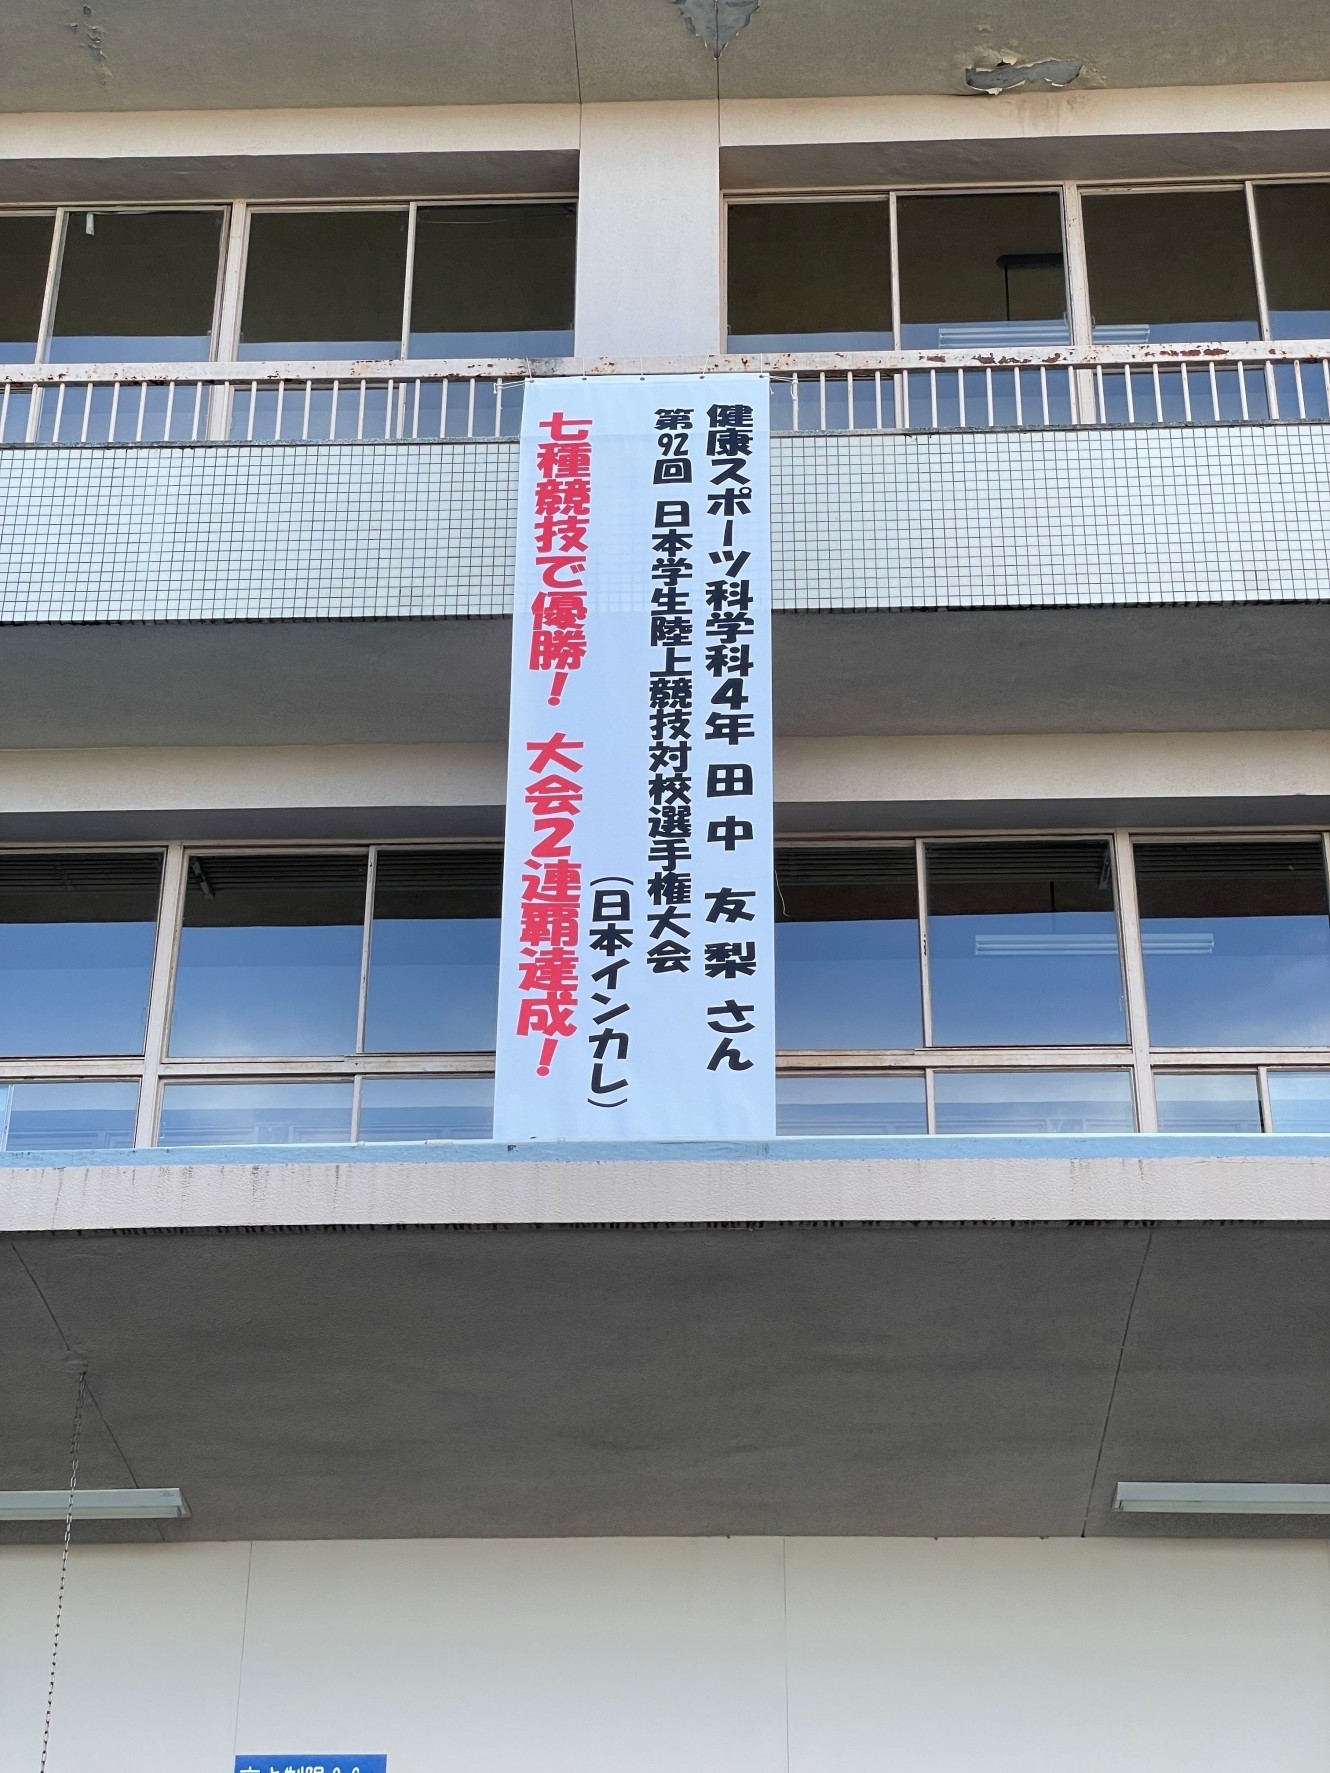 健康スポーツ科学科4年 田中 友梨 さん
第92回 日本学生陸上競技対校選手権大会
(日本インカレ)
七種競技で優勝! 大会2連覇達成!